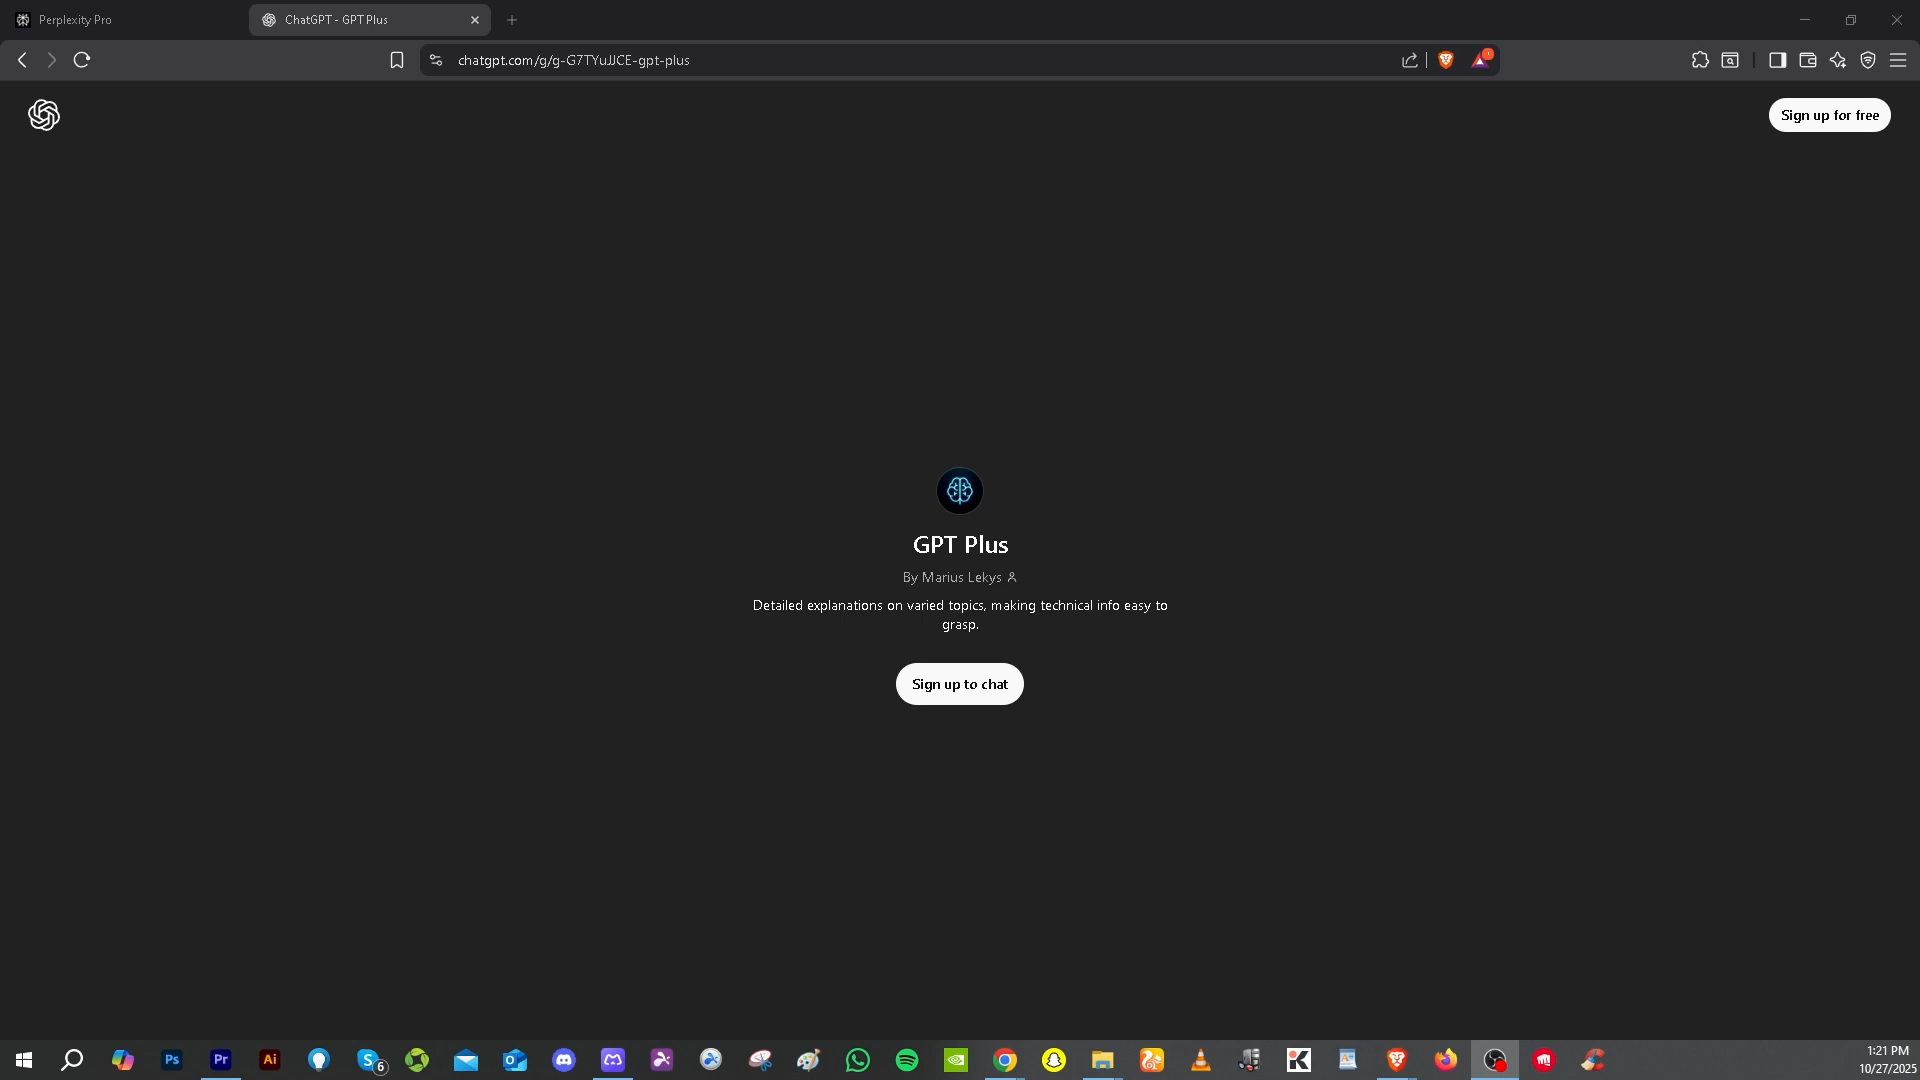 Perplexity Pro
ChatGPT - GPT Plus
chatgpt.com/g/g-G7TYuJJCE-gpt-plus
Sign up for free
GPT Plus
By Marius Lekys
Detailed explanations on varied topics, making technical info easy to
grasp.
Sign up to chat
Ps
Pr
Ai
S
6
1:21 PM
10/27/2025